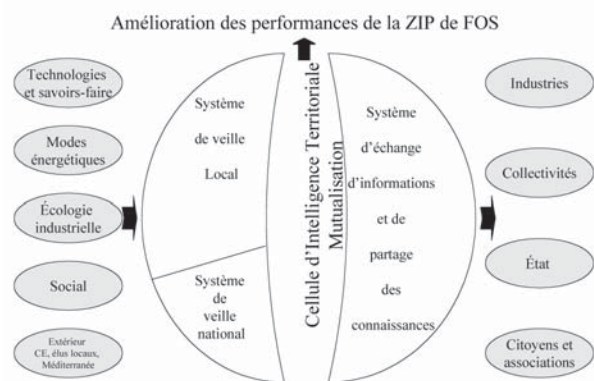 Amélioration des performances de la ZIP de FOS
Technologies
et savoirs-faire
Modes
énergétiques
Écologie
industrielle
Social
Extérieur
CE, élus locaux,
Méditerranée
Système
de veille
Local
Système
de
veille
national
Cellule d'Intelligence Territoriale
Mutualisation
Système
d'échange
d'informations
et de
partage
des
connaissances
Industries
Collectivités
État
Citoyens et
associations